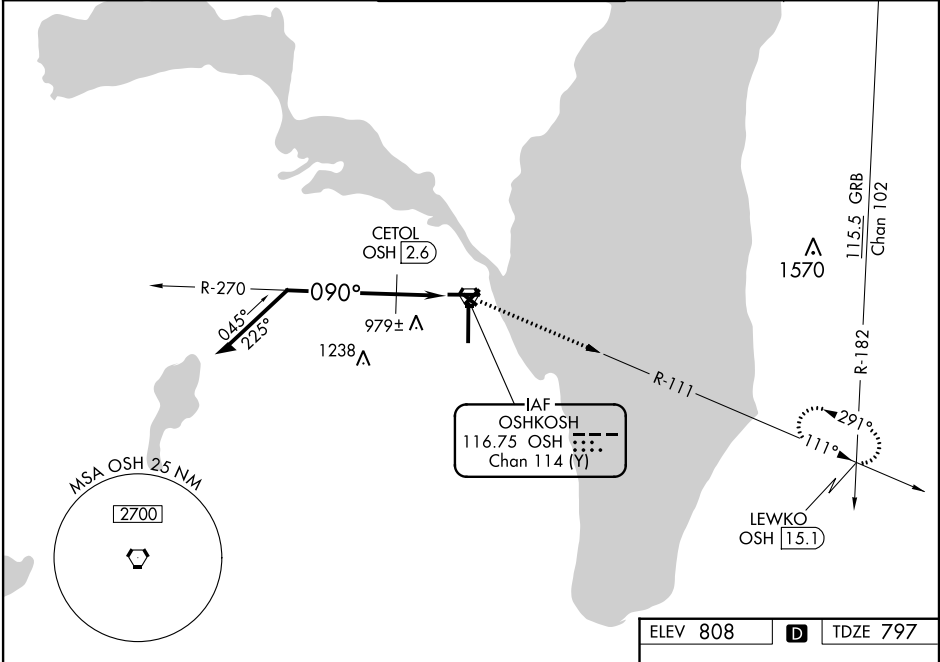 115.5 GRB
Chan 102
CETOL
OSH 2.6
1570
R-270
090°
045°
225°
979±
1238
R-182
R-111
IAF
OSHKOSH
116.75 OSH
Chan 114 (Y)
291°
111°
MSA OSH 25 NM
2700
LEWKO
OSH 15.1
ELEV 808
D
TDZE 797